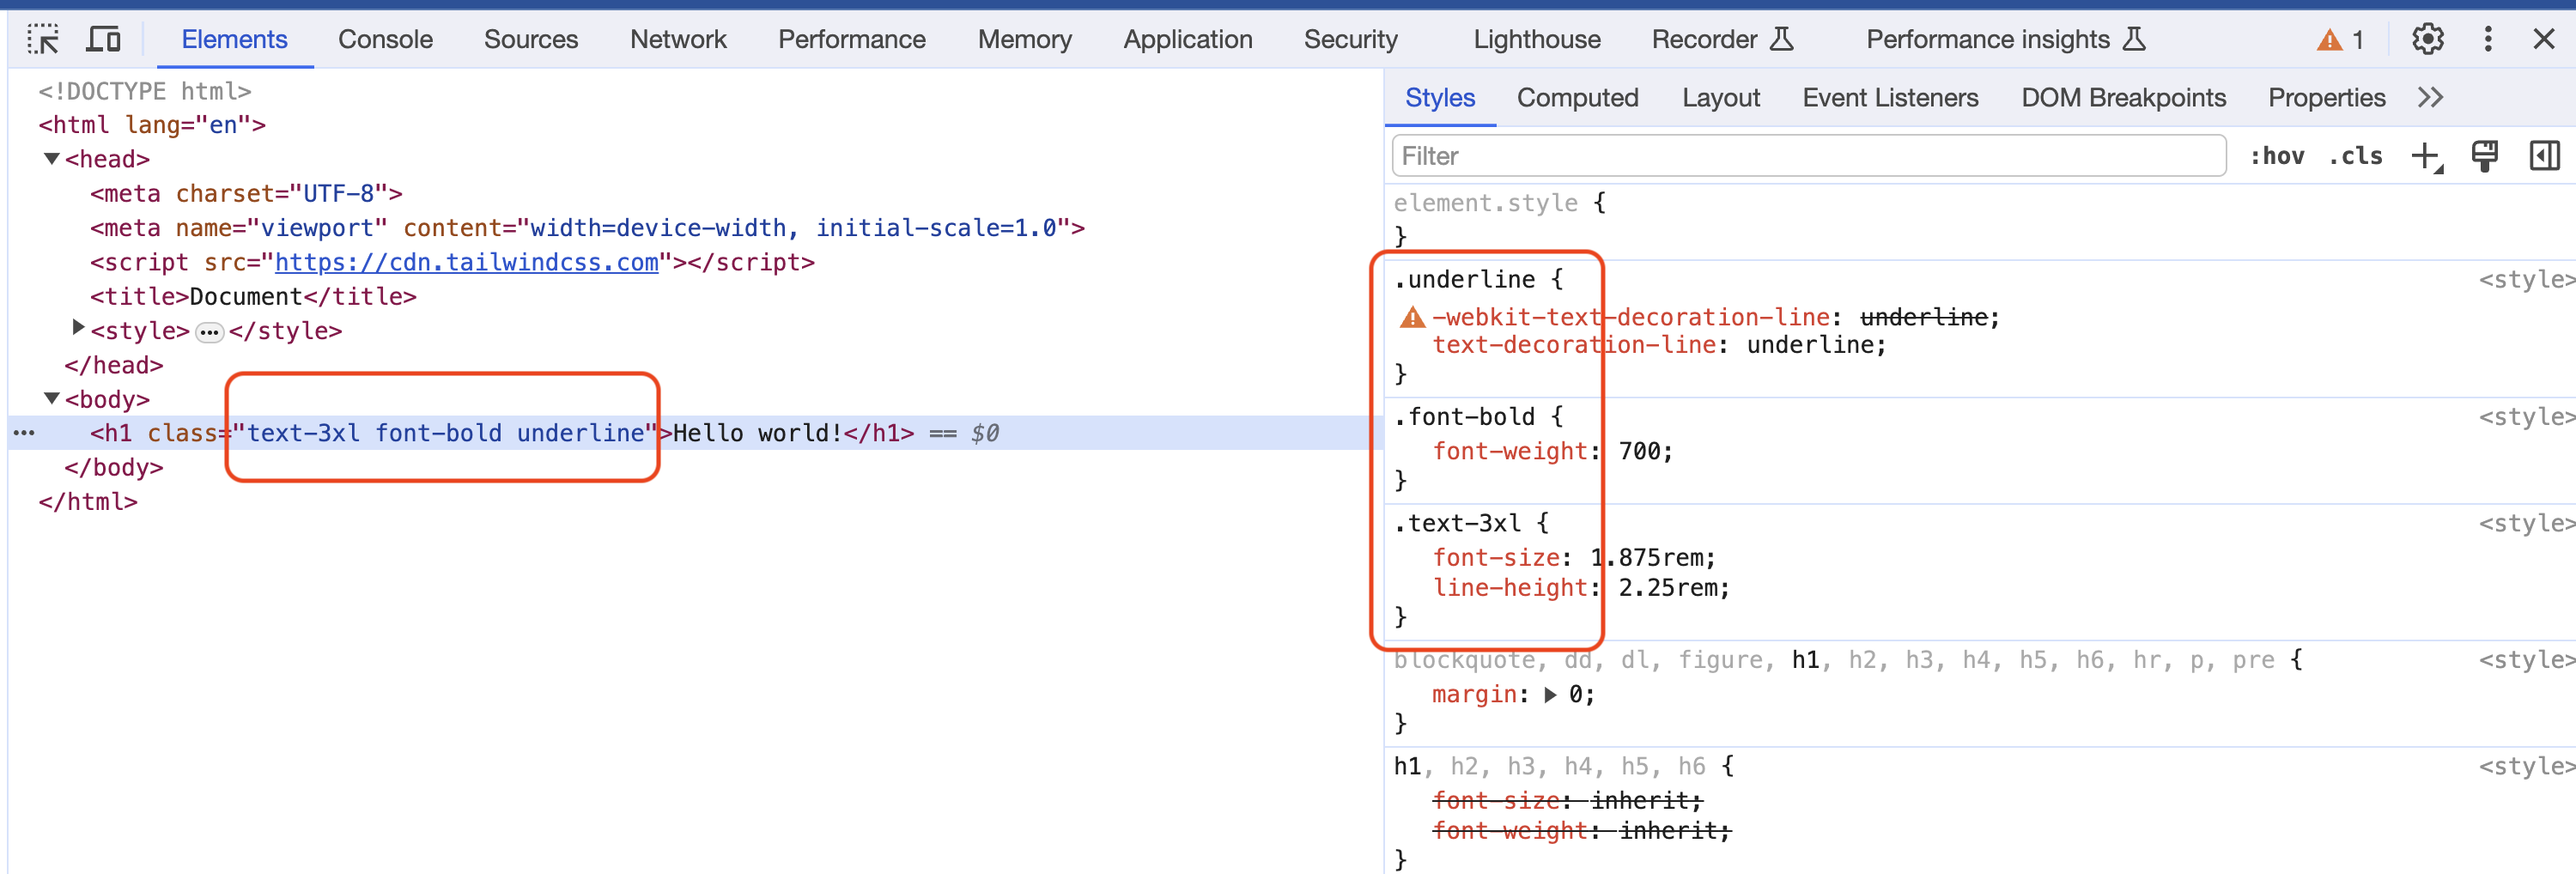 Elements Console Sources Network Performance Memory Application Security Lighthouse Recorder Performance insights 1
<!DOCTYPE html>
<html lang="en">
<head>
<meta charset="UTF-8">
<meta name="viewport" content="width=device-width, initial-scale=1.0">
<script src="https://cdn.tailwindcss.com"></script>
<title>Document</title>
<style>…</style>
</head>
<body>
<h1 class="text-3xl font-bold underline">Hello world!</h1> == $0
</body>
</html>
Styles Computed Layout Event Listeners DOM Breakpoints Properties
Filter :hov .cls
element.style {
}
.underline { <style>
-webkit-text-decoration-line: underline;
text-decoration-line: underline;
}
.font-bold { <style>
font-weight: 700;
}
.text-3xl { <style>
font-size: 1.875rem;
line-height: 2.25rem;
}
blockquote, dd, dl, figure, h1, h2, h3, h4, h5, h6, hr, p, pre { <style>
margin: 0;
}
h1, h2, h3, h4, h5, h6 { <style>
font-size: inherit;
font-weight: inherit;
}